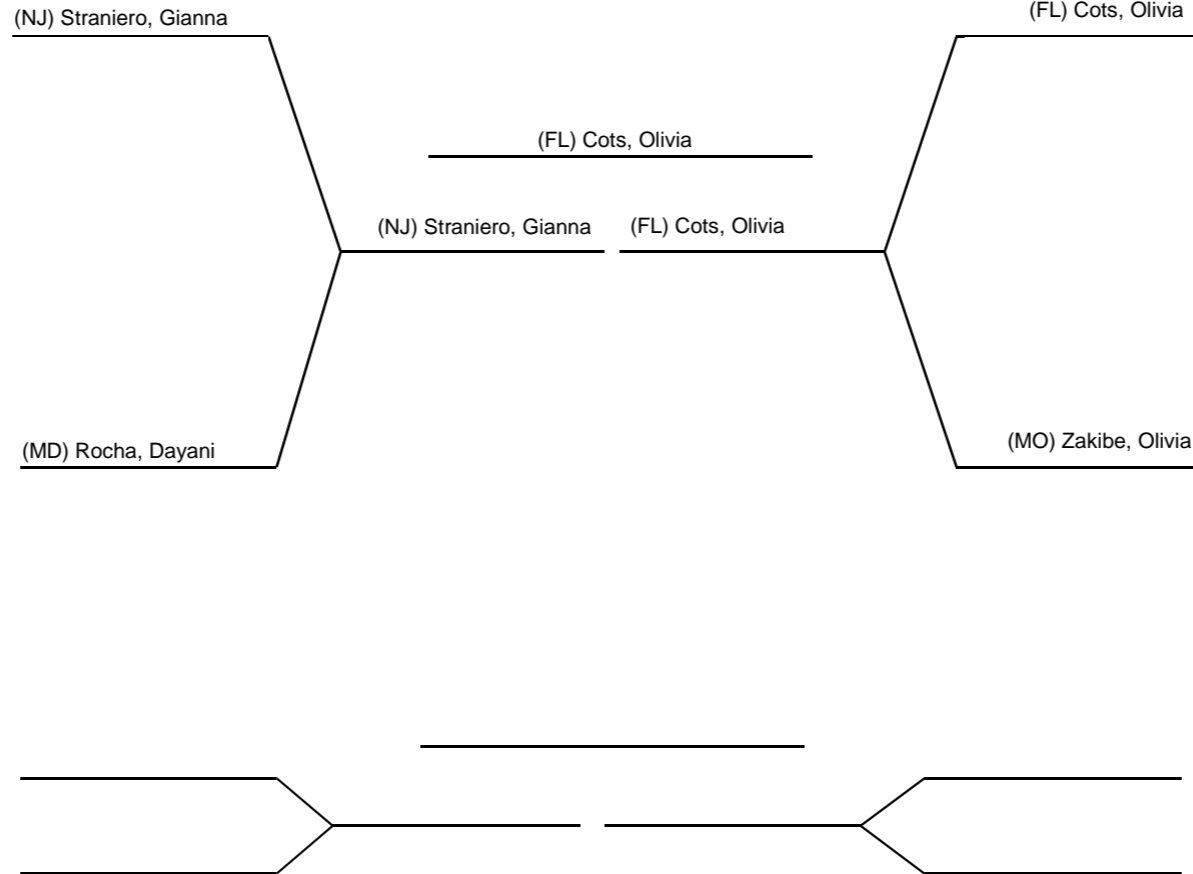 (NJ) Straniero, Gianna
(FL) Cots, Olivia
(FL) Cots, Olivia
(NJ) Straniero, Gianna
(FL) Cots, Olivia
(MD) Rocha, Dayani
(MO) Zakibe, Olivia